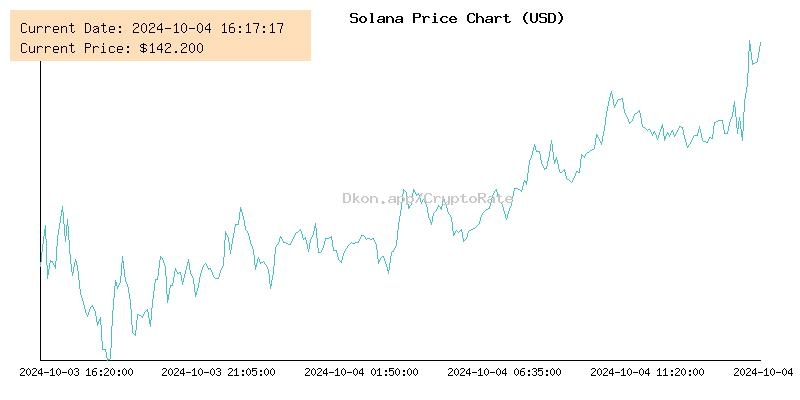 Solana Price Chart (USD)
Current Date: 2024-10-04 16:17:17
Current Price: $142.200
Dkon.app/CryptoRate
2024-10-03 16:20:00 2024-10-03 21:05:00 2024-10-04 01:50:00 2024-10-04 06:35:00 2024-10-04 11:20:00 2024-10-04